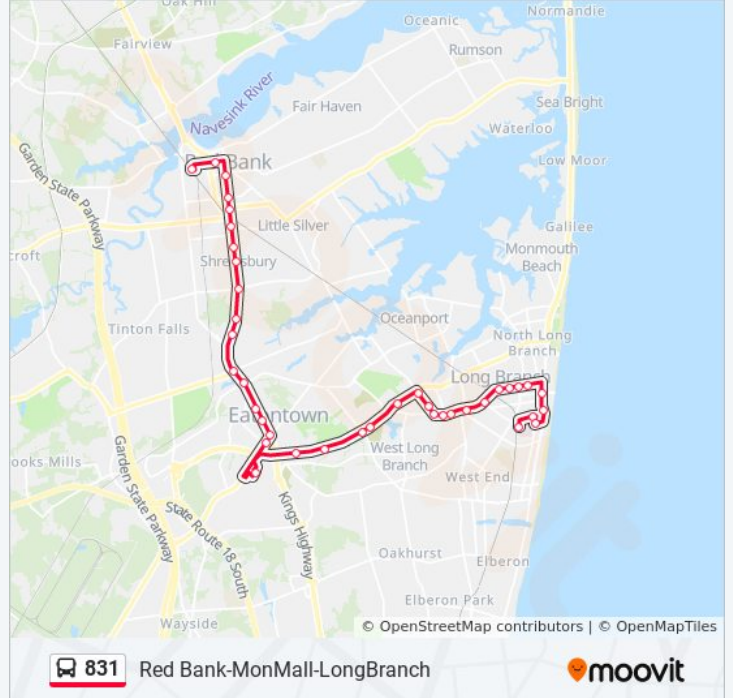 Oak Hill
Normandie
Oceanic
Fairview
Rumson
Navesink River
Fair Haven
Sea Bright
Waterloo
Garden State Parkway
Red Bank
Low Moor
Little Silver
Galilee
croft
Shrewsbury
Monmouth
Beach
Oceanport
Tinton Falls
North Long
Branch
Long Branch
Eatontown
West Long
Branch
ooks Mills
West End
Garden State Parkway
State Route 18 South
Kings Highway
Oakhurst
Elberon
Elberon Park
Wayside
© OpenStreetMap contributors | © OpenMapTiles
831 Red Bank-MonMall-LongBranch
moovit